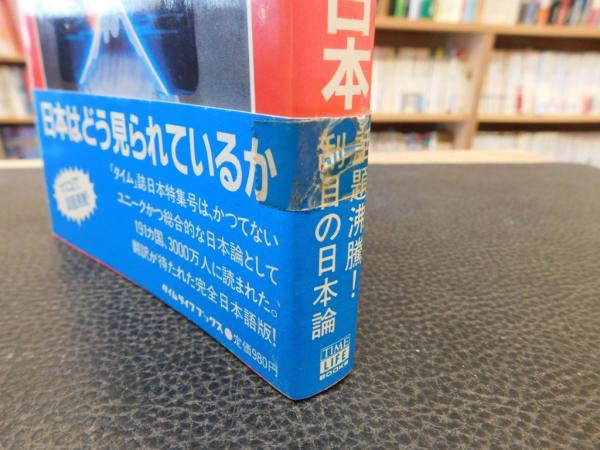 日本はどう見られているか
「タイム」誌日本特集号は、かつてない
ユニークかつ総合的な日本論として
191カ国、3000万人に読まれた。
翻訳が待たれた完全日本語版!
タイムライフ ブックス●定価980円
日本
話題沸騰!
刮目の日本論
TIME
LIFE
BOOKS